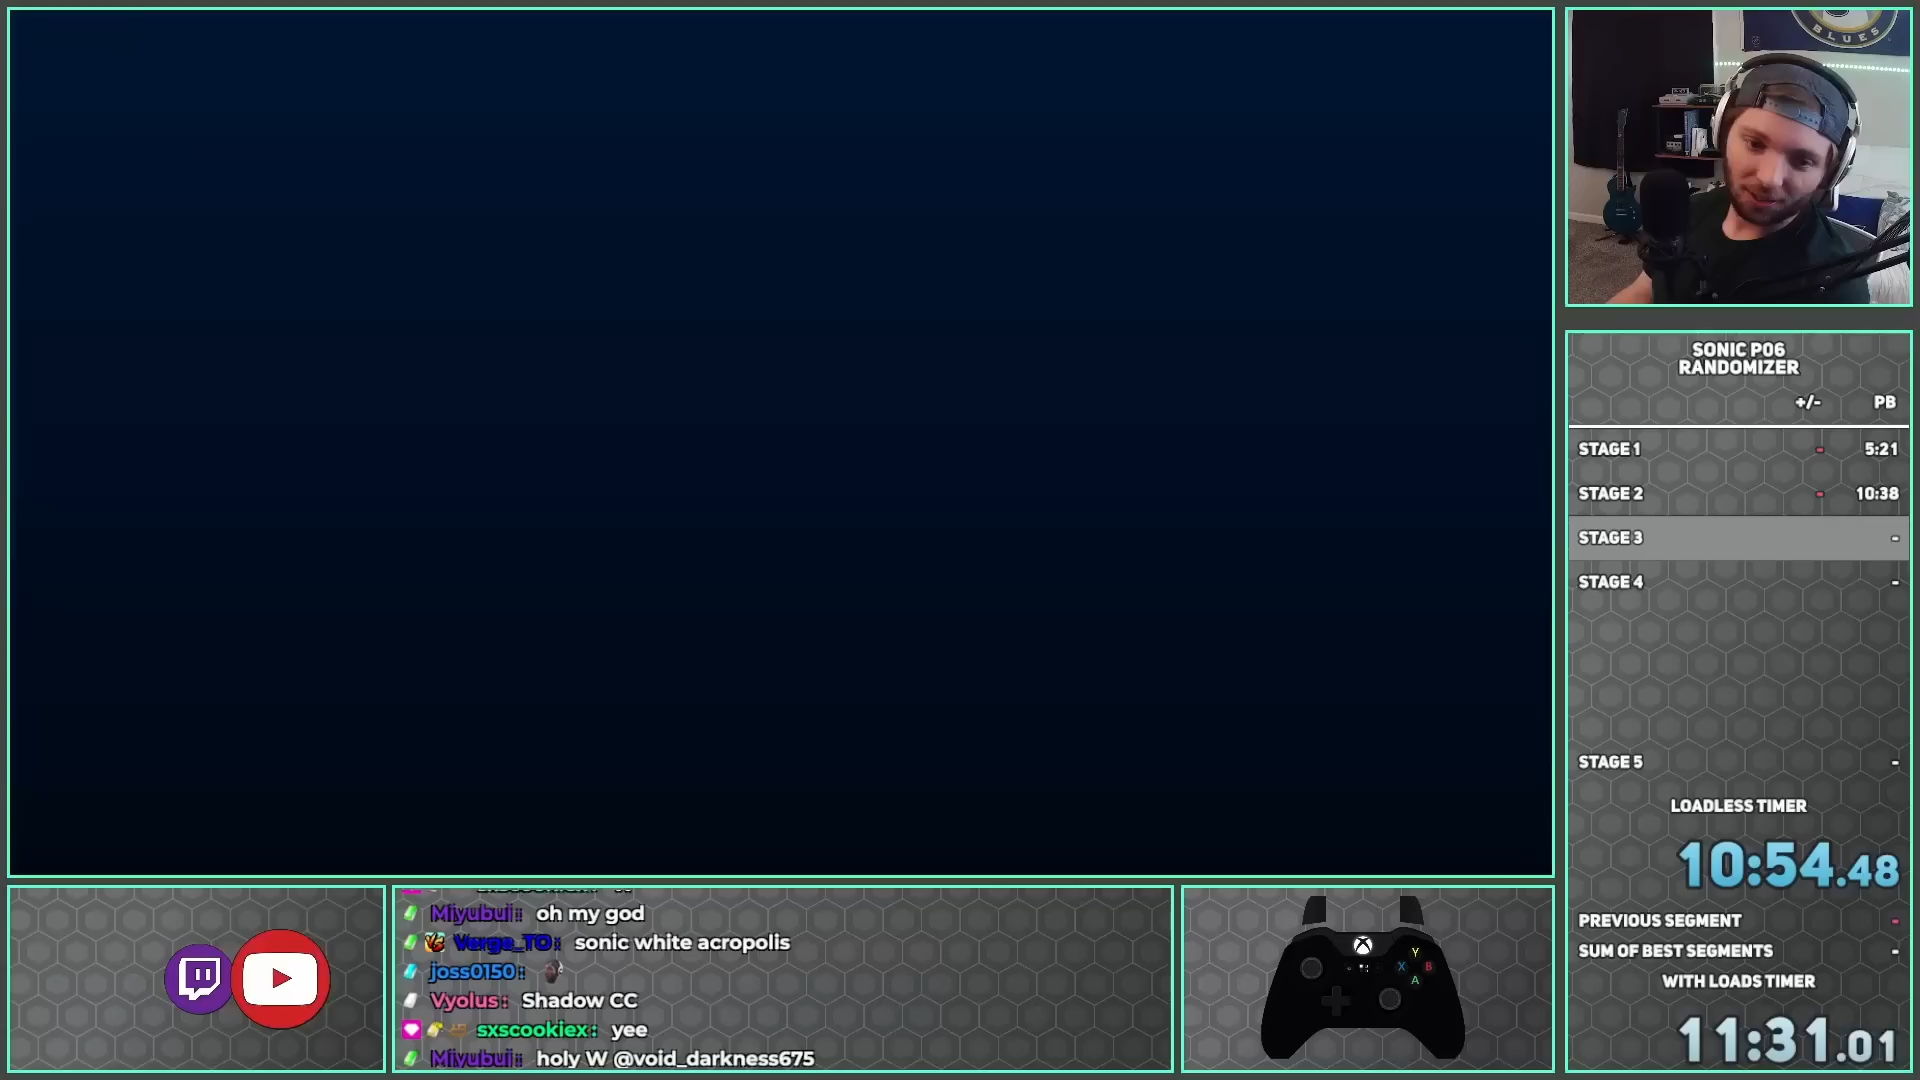 BLUES
SONIC P06
RANDOMIZER
+/- PB
STAGE 1 - 5:21
STAGE 2 - 10:38
STAGE 3 -
STAGE 4 -
STAGE 5 -
LOADLESS TIMER
10:54.48
PREVIOUS SEGMENT -
SUM OF BEST SEGMENTS -
WITH LOADS TIMER
11:31.01
Miyubui: oh my god
Verge_TO: sonic white acropolis
joss0150:
Vyolus: Shadow CC
sxscookiex: yee
Miyubui: holy W @void_darkness675
Y
X B
A